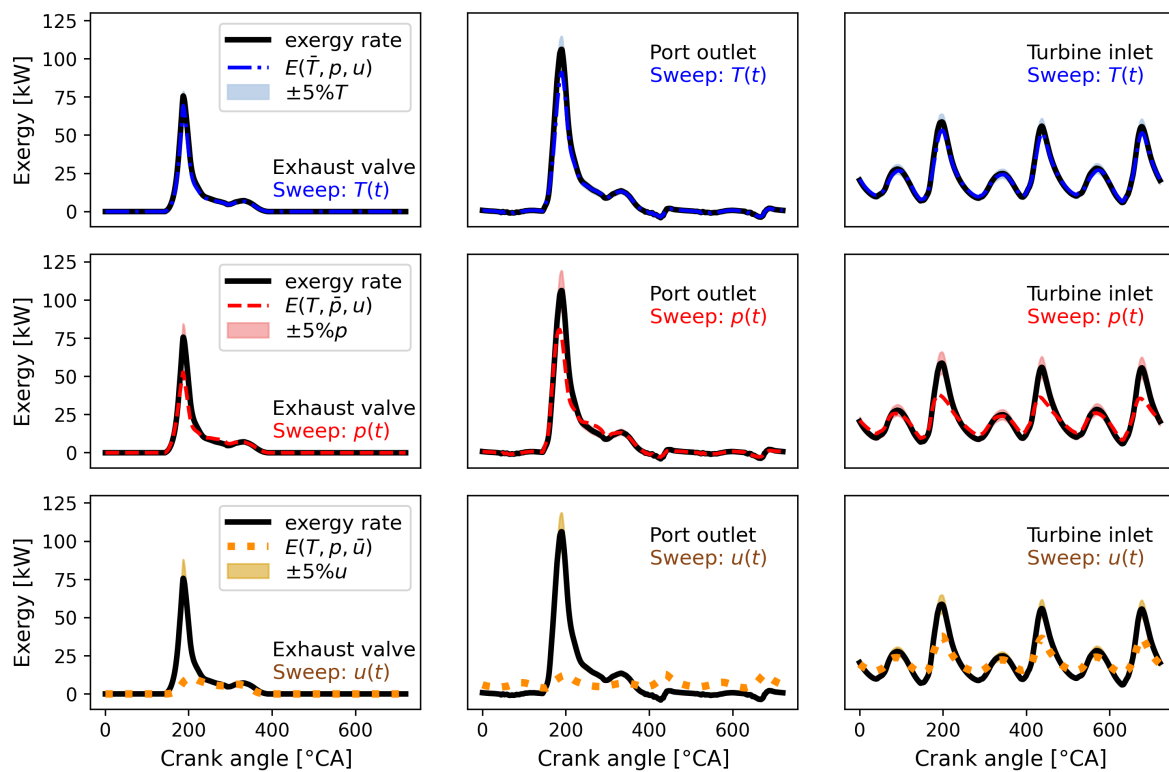 125
100
75
50
25
0
Exergy [kW]
exergy rate
E(T̄, p, u)
±5%T
Exhaust valve
Sweep: T(t)
Port outlet
Sweep: T(t)
Turbine inlet
Sweep: T(t)
125
100
75
50
25
0
Exergy [kW]
exergy rate
E(T, p̄, u)
±5%p
Exhaust valve
Sweep: p(t)
Port outlet
Sweep: p(t)
Turbine inlet
Sweep: p(t)
125
100
75
50
25
0
Exergy [kW]
exergy rate
E(T, p, ū)
±5%u
Exhaust valve
Sweep: u(t)
Port outlet
Sweep: u(t)
Turbine inlet
Sweep: u(t)
0 200 400 600
0 200 400 600
0 200 400 600
Crank angle [°CA]
Crank angle [°CA]
Crank angle [°CA]